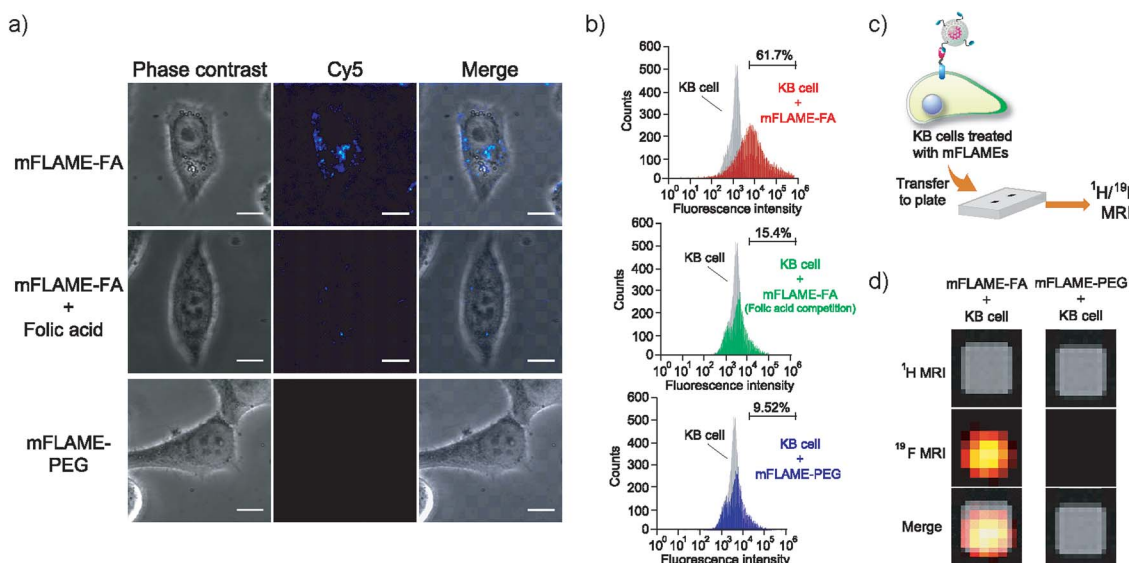 a)
Phase contrast
Cy5
Merge
mFLAME-FA
mFLAME-FA
+
Folic acid
mFLAME-
PEG
b)
600
500
400
300
200
100
0
Counts
61.7%
KB cell
KB cell
+
mFLAME-FA
10⁰ 10¹ 10² 10³ 10⁴ 10⁵ 10⁶
Fluorescence intensity
600
500
400
300
200
100
0
Counts
15.4%
KB cell
KB cell
+
mFLAME-FA
(Folic acid competition)
10⁰ 10¹ 10² 10³ 10⁴ 10⁵ 10⁶
Fluorescence intensity
600
500
400
300
200
100
0
Counts
9.52%
KB cell
KB cell
+
mFLAME-PEG
10⁰ 10¹ 10² 10³ 10⁴ 10⁵ 10⁶
Fluorescence intensity
c)
KB cells treated
with mFLAMEs
Transfer
to plate
¹H/¹⁹F
MRI
d)
mFLAME-FA
+
KB cell
mFLAME-PEG
+
KB cell
¹H MRI
¹⁹F MRI
Merge